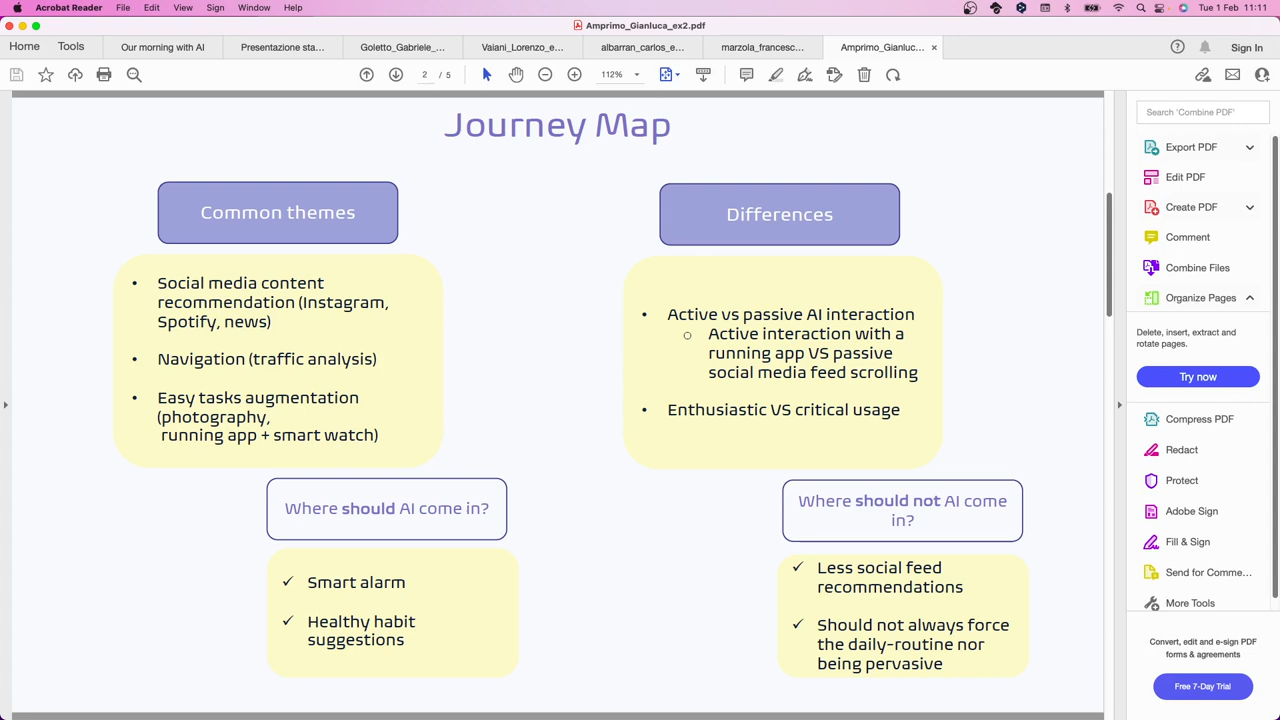 Acrobat Reader File Edit View Sign Window Help Tue 1 Feb 11:11
Amprimo_Gianluca_ex2.pdf
Home Tools Our morning with AI Presentazione sta... Goletto_Gabriele_... Vaiani_Lorenzo_e... albarran_carlos_e... marzola_francesc... Amprimo_Gianluc... × Sign In
2 / 5 112%
Journey Map
Common themes
• Social media content
recommendation (Instagram,
Spotify, news)
• Navigation (traffic analysis)
• Easy tasks augmentation
(photography,
running app + smart watch)
Differences
• Active vs passive AI interaction
○ Active interaction with a
running app VS passive
social media feed scrolling
• Enthusiastic VS critical usage
Where should AI come in?
✓ Smart alarm
✓ Healthy habit
suggestions
Where should not AI come
in?
✓ Less social feed
recommendations
✓ Should not always force
the daily-routine nor
being pervasive
Search 'Combine PDF'
Export PDF
Edit PDF
Create PDF
Comment
Combine Files
Organize Pages
Delete, insert, extract and
rotate pages.
Try now
Compress PDF
Redact
Protect
Adobe Sign
Fill & Sign
Send for Comme...
More Tools
Convert, edit and e-sign PDF
forms & agreements
Free 7-Day Trial